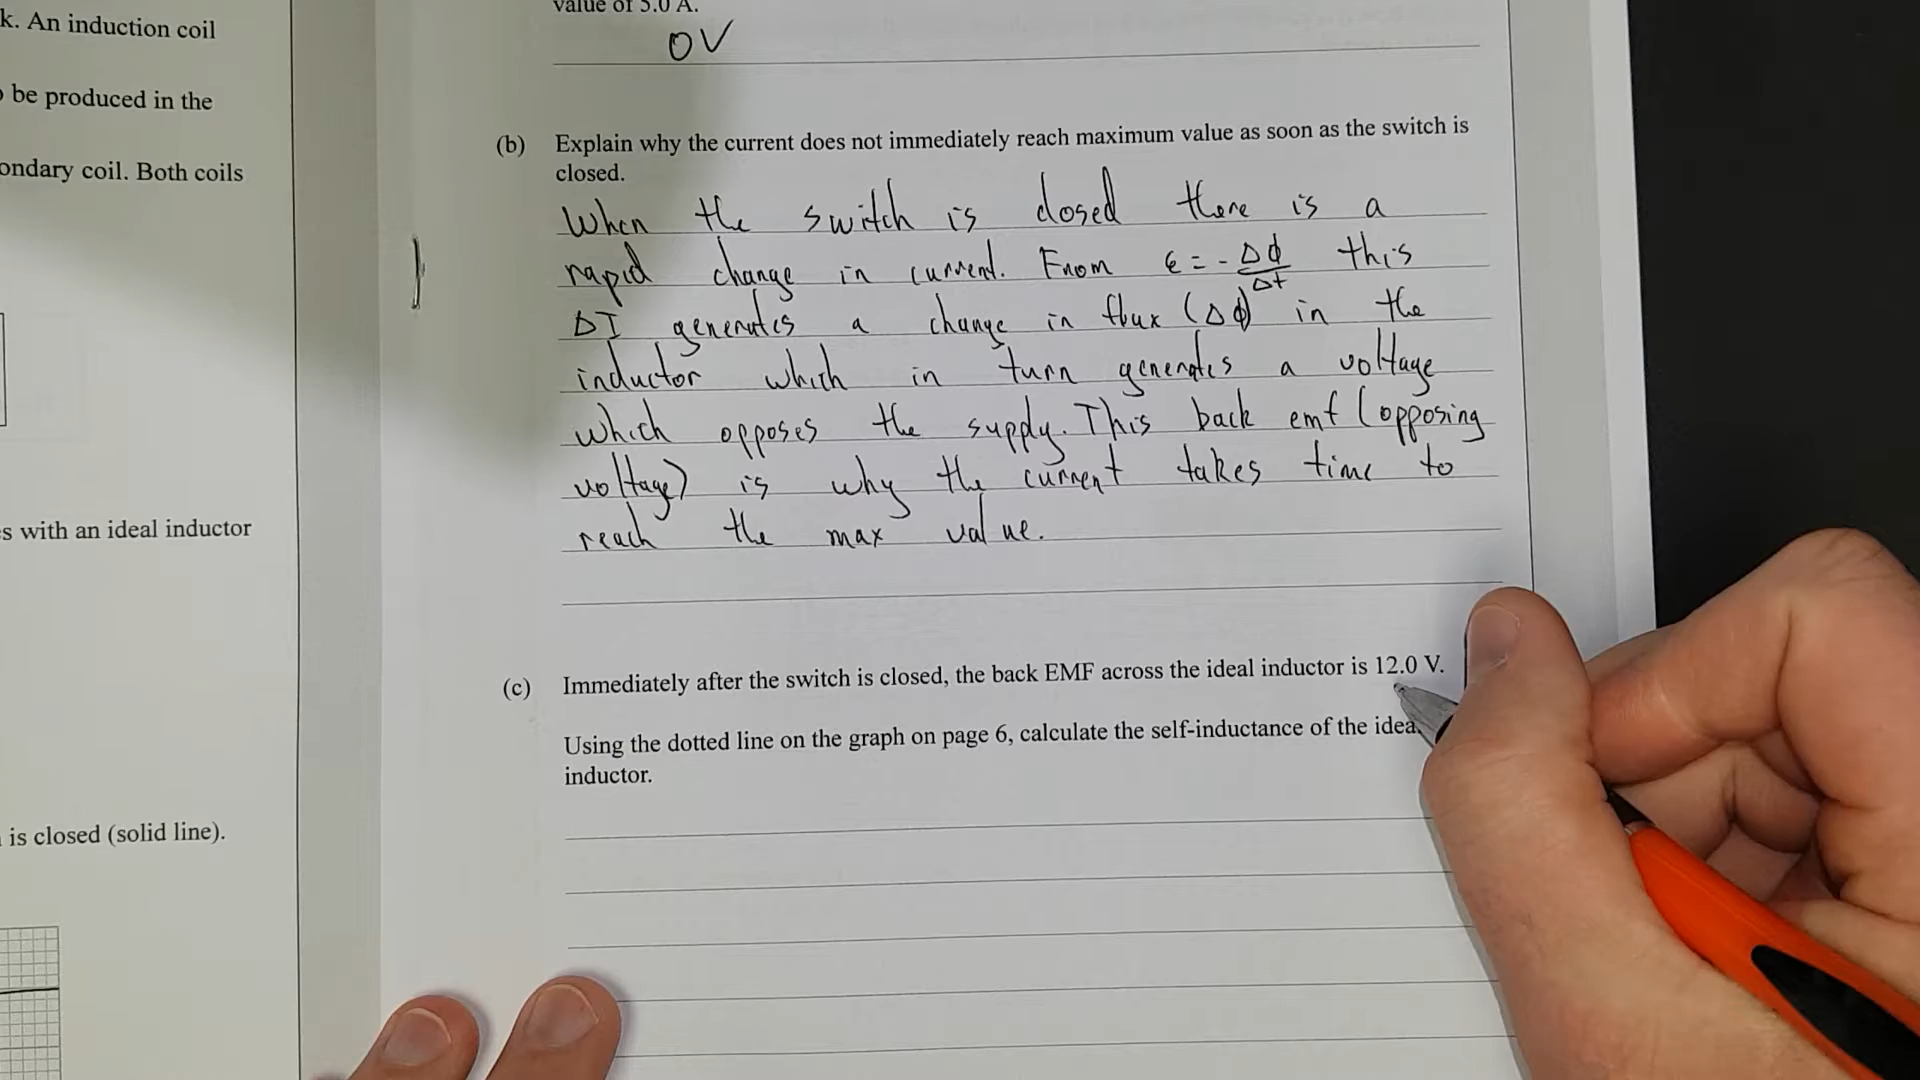 k. An induction coil
be produced in the
ondary coil. Both coils
s with an ideal inductor
is closed (solid line).
value of 5.0 A.
0V
(b) Explain why the current does not immediately reach maximum value as soon as the switch is
closed.
When the switch is closed there is a
rapid change in current. From ε = - Δϕ/Δt this
ΔI generates a change in flux (Δϕ) in the
inductor which in turn generates a voltage
which opposes the supply. This back emf (opposing
voltage) is why the current takes time to
reach the max value.
(c) Immediately after the switch is closed, the back EMF across the ideal inductor is 12.0 V.
Using the dotted line on the graph on page 6, calculate the self-inductance of the idea
inductor.